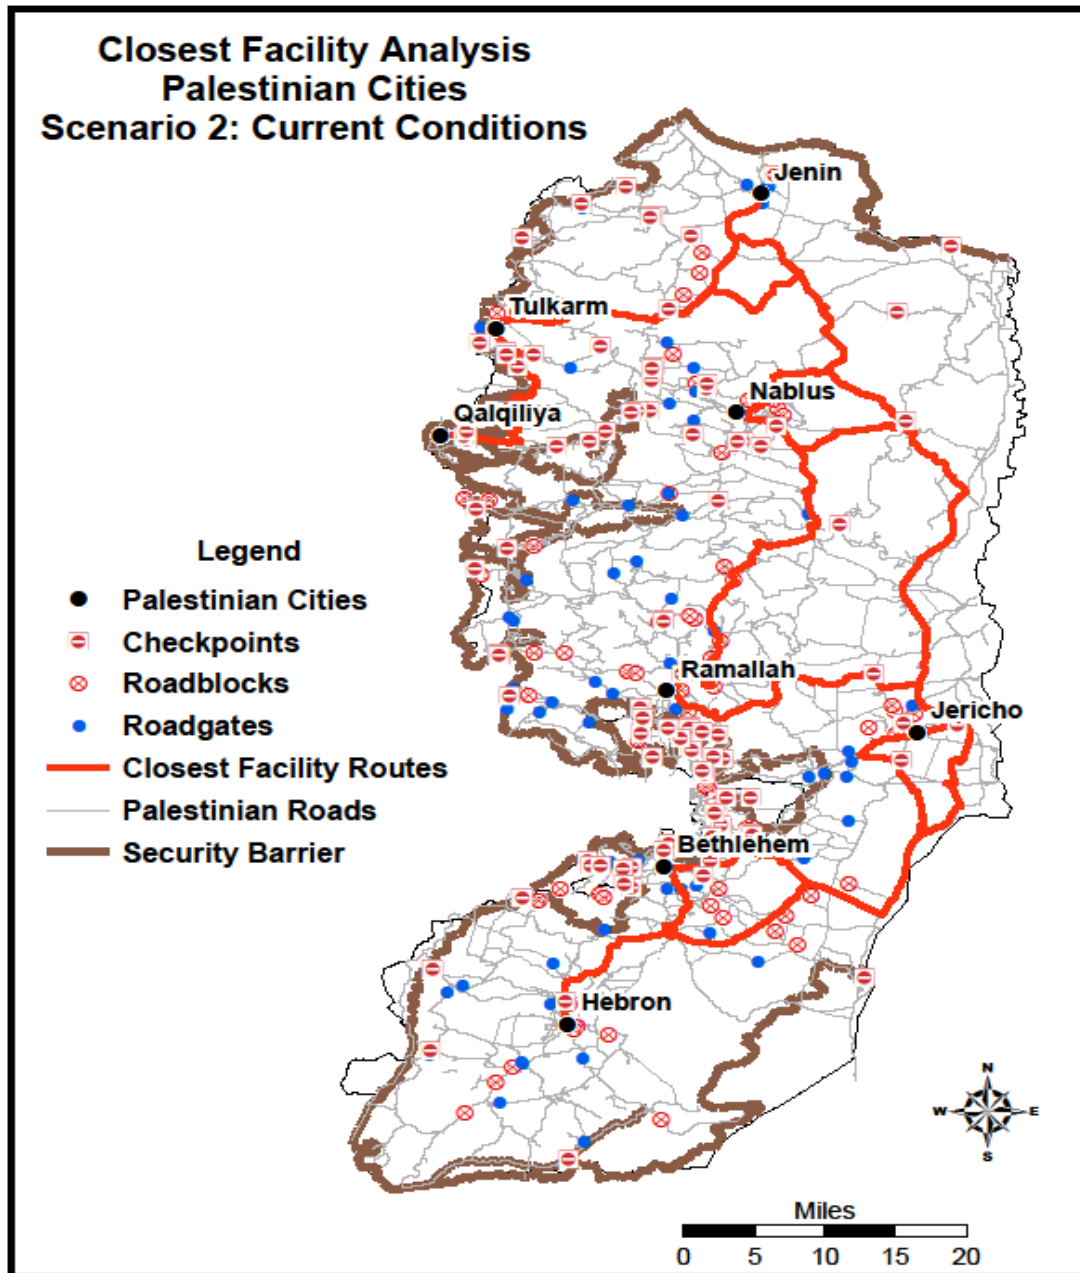 Closest Facility Analysis
Palestinian Cities
Scenario 2: Current Conditions
Jenin
Tulkarm
Nablus
Qalqiliya
Legend
Palestinian Cities
Checkpoints
Roadblocks
Roadgates
Closest Facility Routes
Palestinian Roads
Security Barrier
Ramallah
Jericho
Bethlehem
Hebron
N
W E
S
Miles
0 5 10 15 20